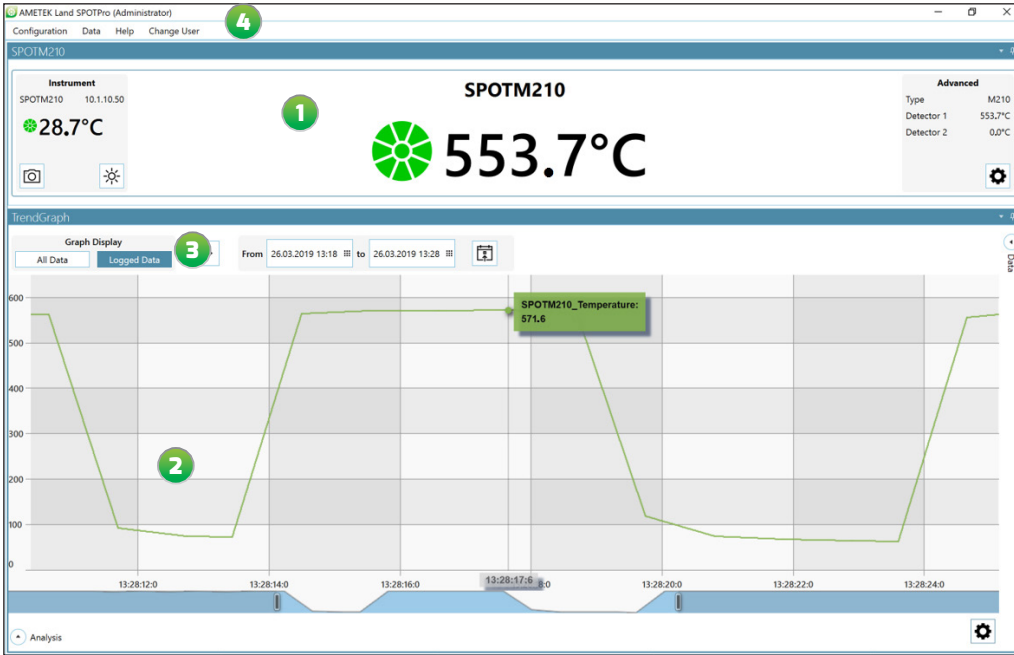 AMETEK Land SPOTPro (Administrator)
Configuration Data Help Change User
4
SPOTM210
Instrument
SPOTM210 10.1.10.50
28.7°C
1
SPOTM210
553.7°C
Advanced
Type M210
Detector 1 553.7°C
Detector 2 0.0°C
TrendGraph
Graph Display
All Data Logged Data
3
From 26.03.2019 13:18 to 26.03.2019 13:28
Data
600
500
400
300
200
100
0
SPOTM210_Temperature:
571.6
2
13:28:12:0 13:28:14:0 13:28:16:0 13:28:17:6 8:0 13:28:20:0 13:28:22:0 13:28:24:0
Analysis